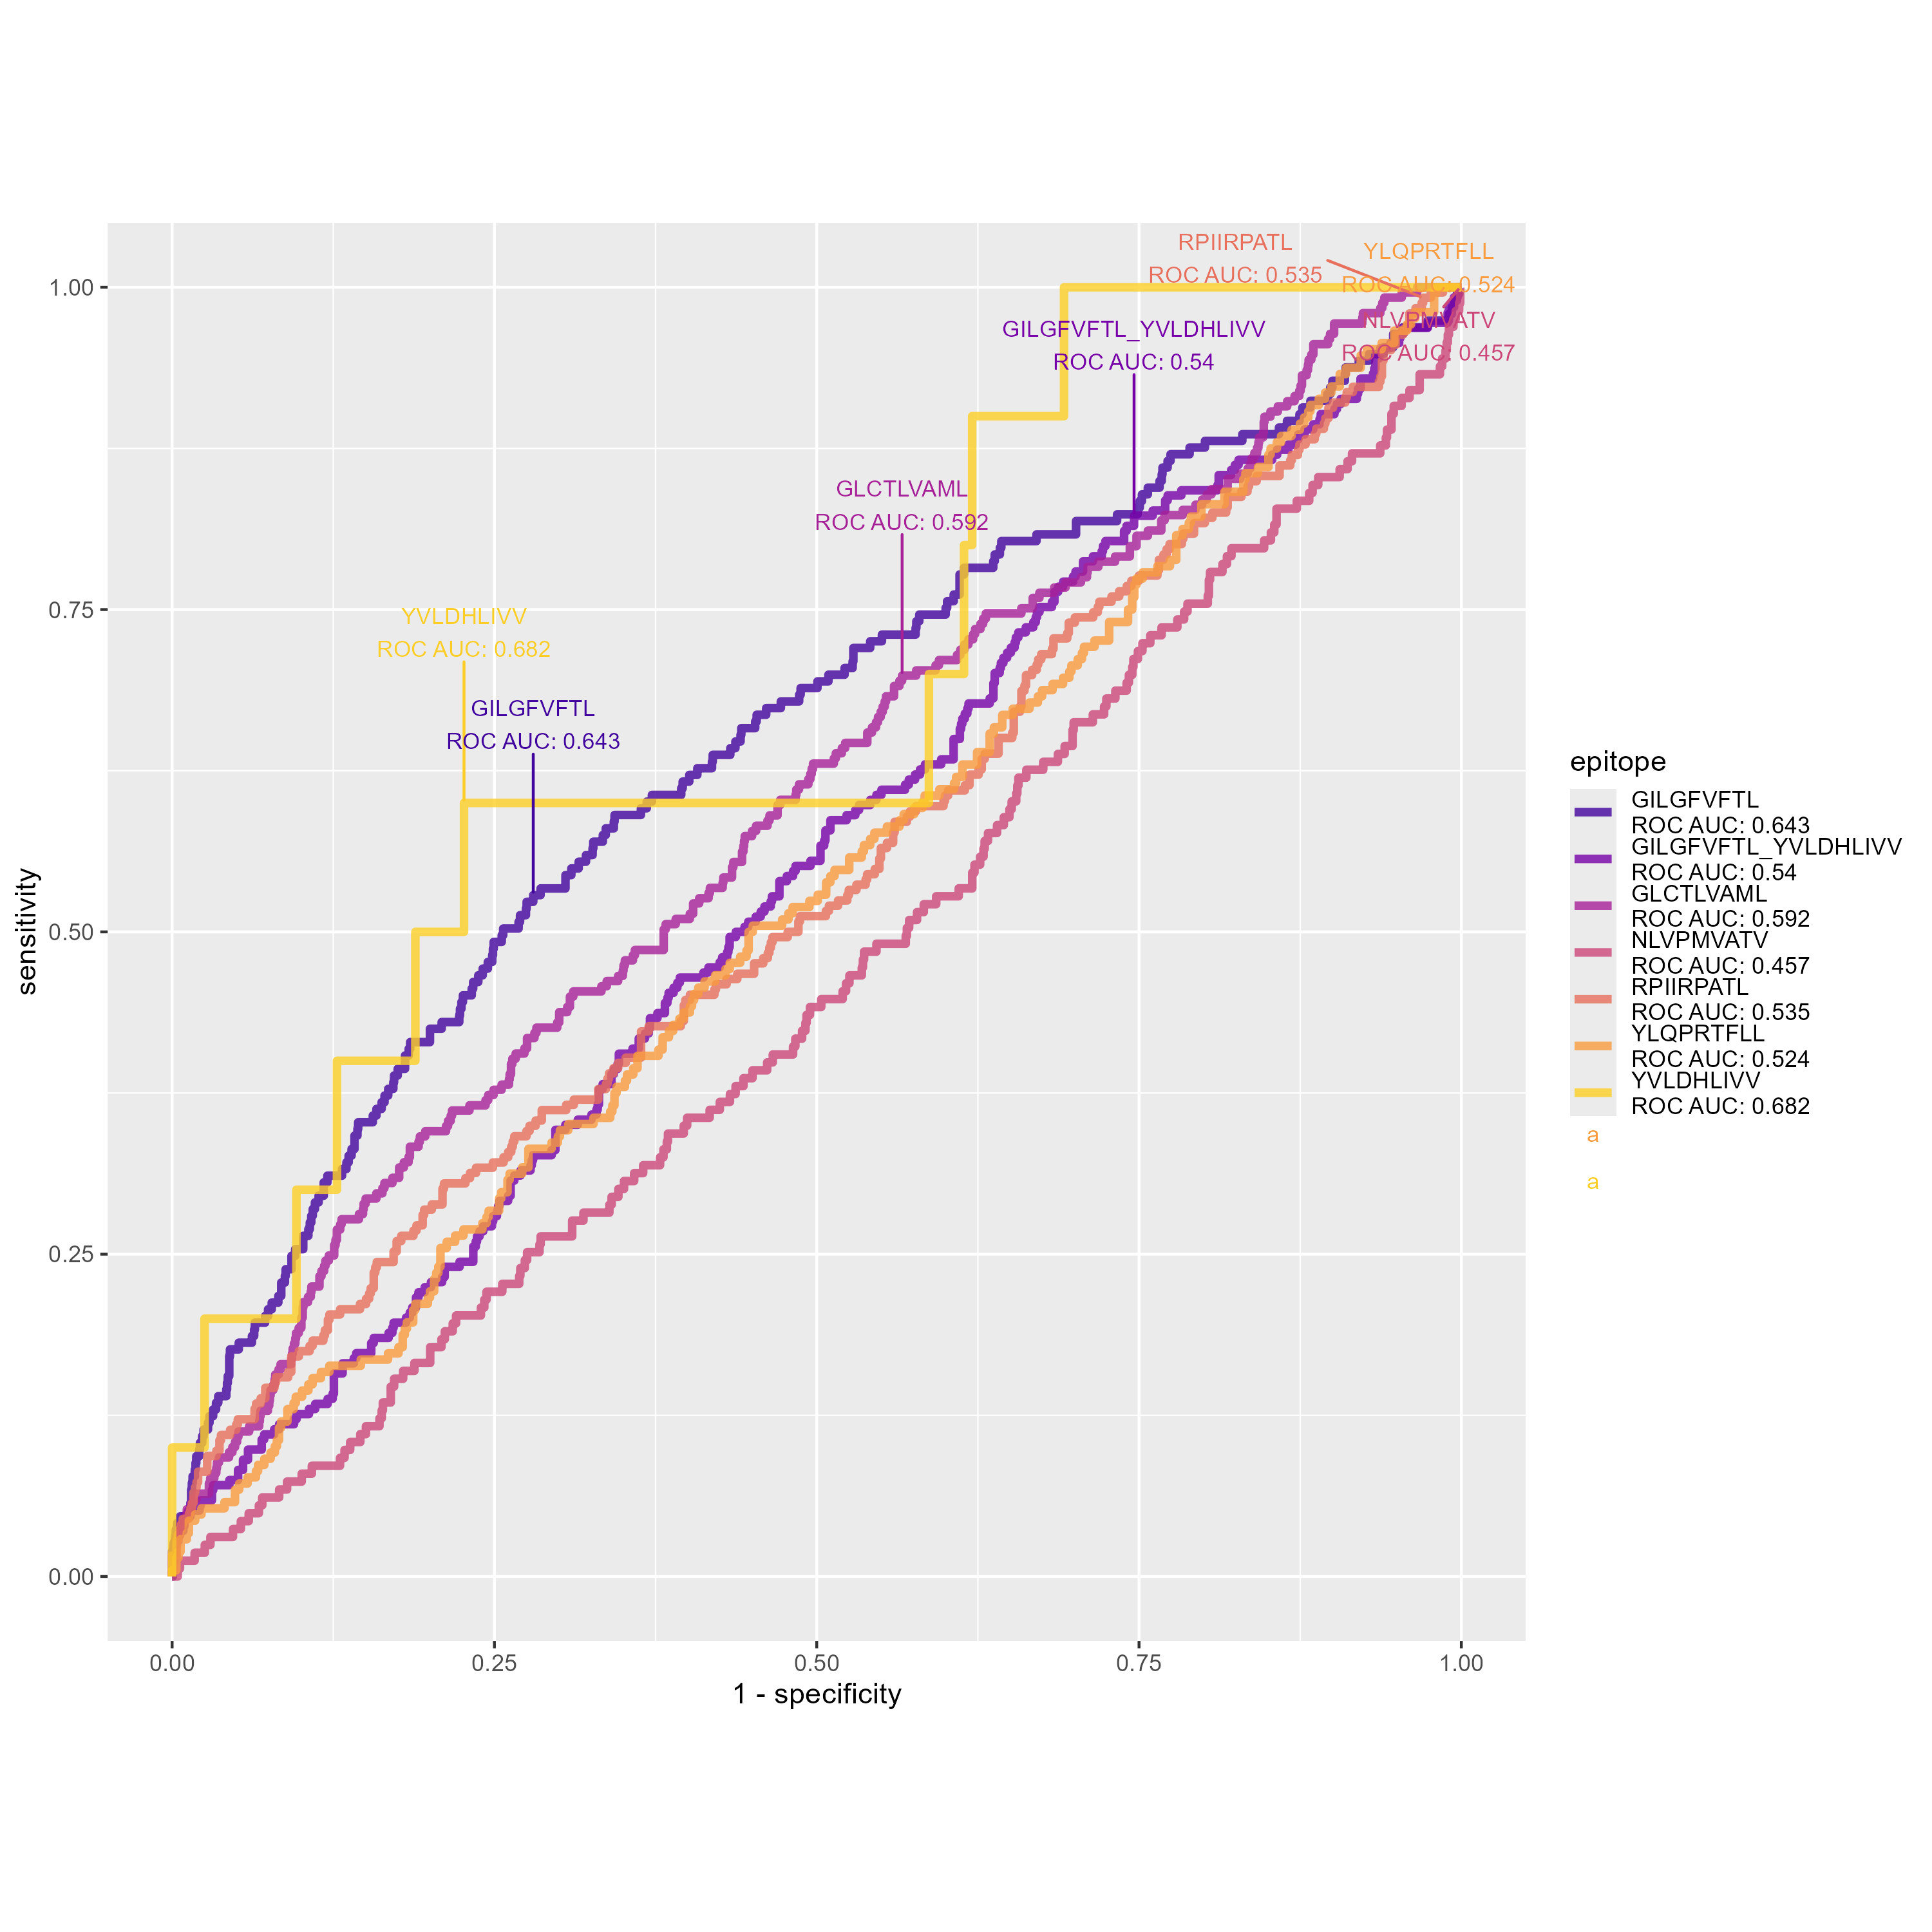 RPIIRPATL
ROC AUC: 0.535
YLQPRTFLL
ROC AUC: 0.524
NLVPMVATV
ROC AUC: 0.457
GILGFVFTL_YVLDHLIVV
ROC AUC: 0.54
GLCTLVAML
ROC AUC: 0.592
YVLDHLIVV
ROC AUC: 0.682
GILGFVFTL
ROC AUC: 0.643
1.00
0.75
0.50
0.25
0.00
sensitivity
0.00
0.25
0.50
0.75
1.00
1 - specificity
epitope
GILGFVFTL
ROC AUC: 0.643
GILGFVFTL_YVLDHLIVV
ROC AUC: 0.54
GLCTLVAML
ROC AUC: 0.592
NLVPMVATV
ROC AUC: 0.457
RPIIRPATL
ROC AUC: 0.535
YLQPRTFLL
ROC AUC: 0.524
YVLDHLIVV
ROC AUC: 0.682
a
a